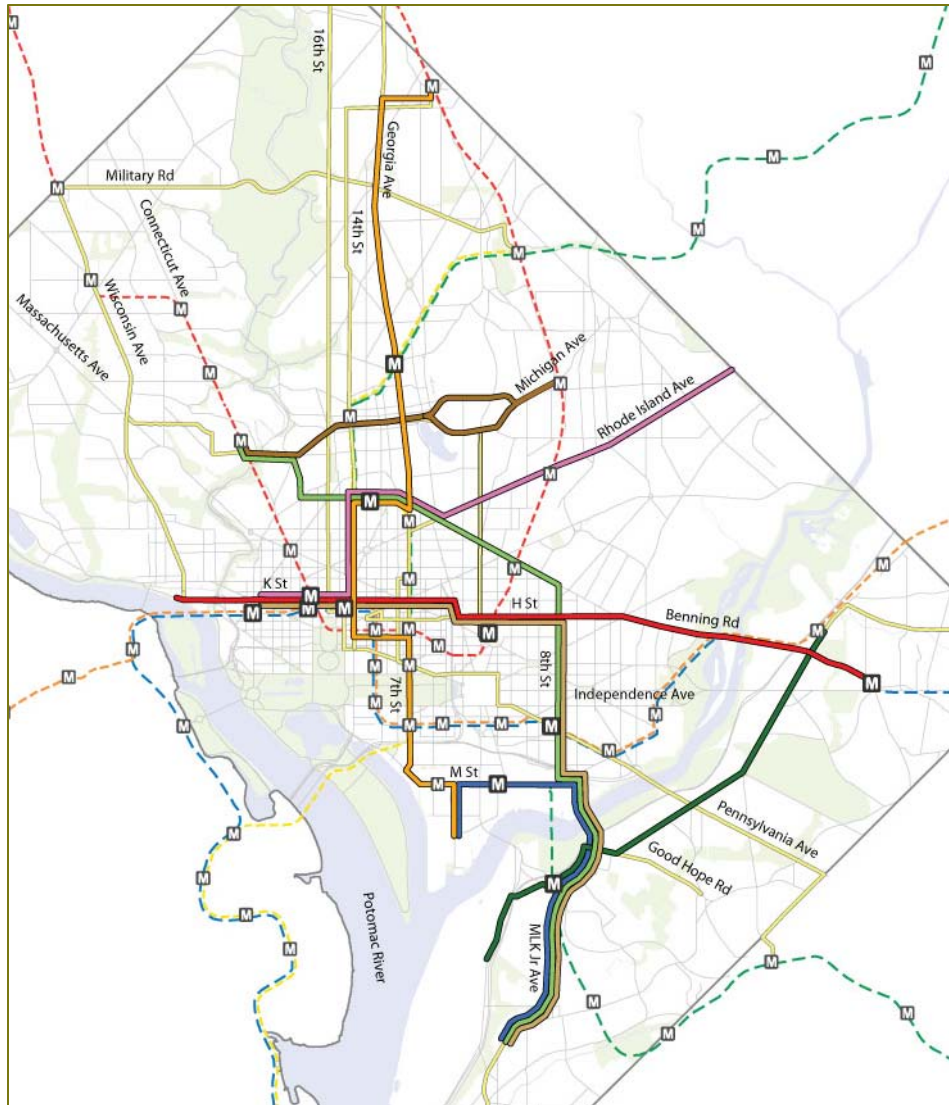 M
M
16th St
M
M
M
Georgia Ave
Military Rd
M
Connecticut Ave
14th St
M
M
M
Wisconsin Ave
M
Massachusetts Ave
M
M
M
Michigan Ave
M
Rhode Island Ave
M
M
M
M
M
M
M
M
K St
M
M
M
M
H St
Benning Rd
M
M
M
M
M
M
M
M
8th St
M
M
7th St
Independence Ave
M
M
M
M
M
M
M
M
M
M St
M
M
Pennsylvania Ave
M
Good Hope Rd
M
M
Potomac River
MLK Jr Ave
M
M
M
M
M
M